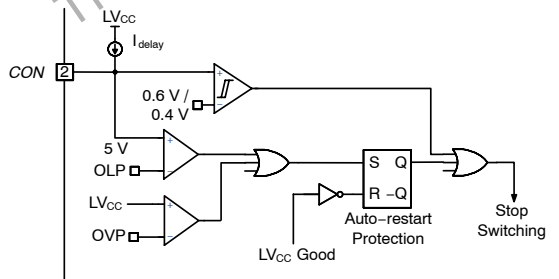 LVCC
Idelay
CON 2
+
−
0.6 V /
0.4 V
5 V
+
−
OLP
LVCC
+
−
OVP
S Q
R −Q
Auto−restart
Protection
LVCC Good
Stop
Switching